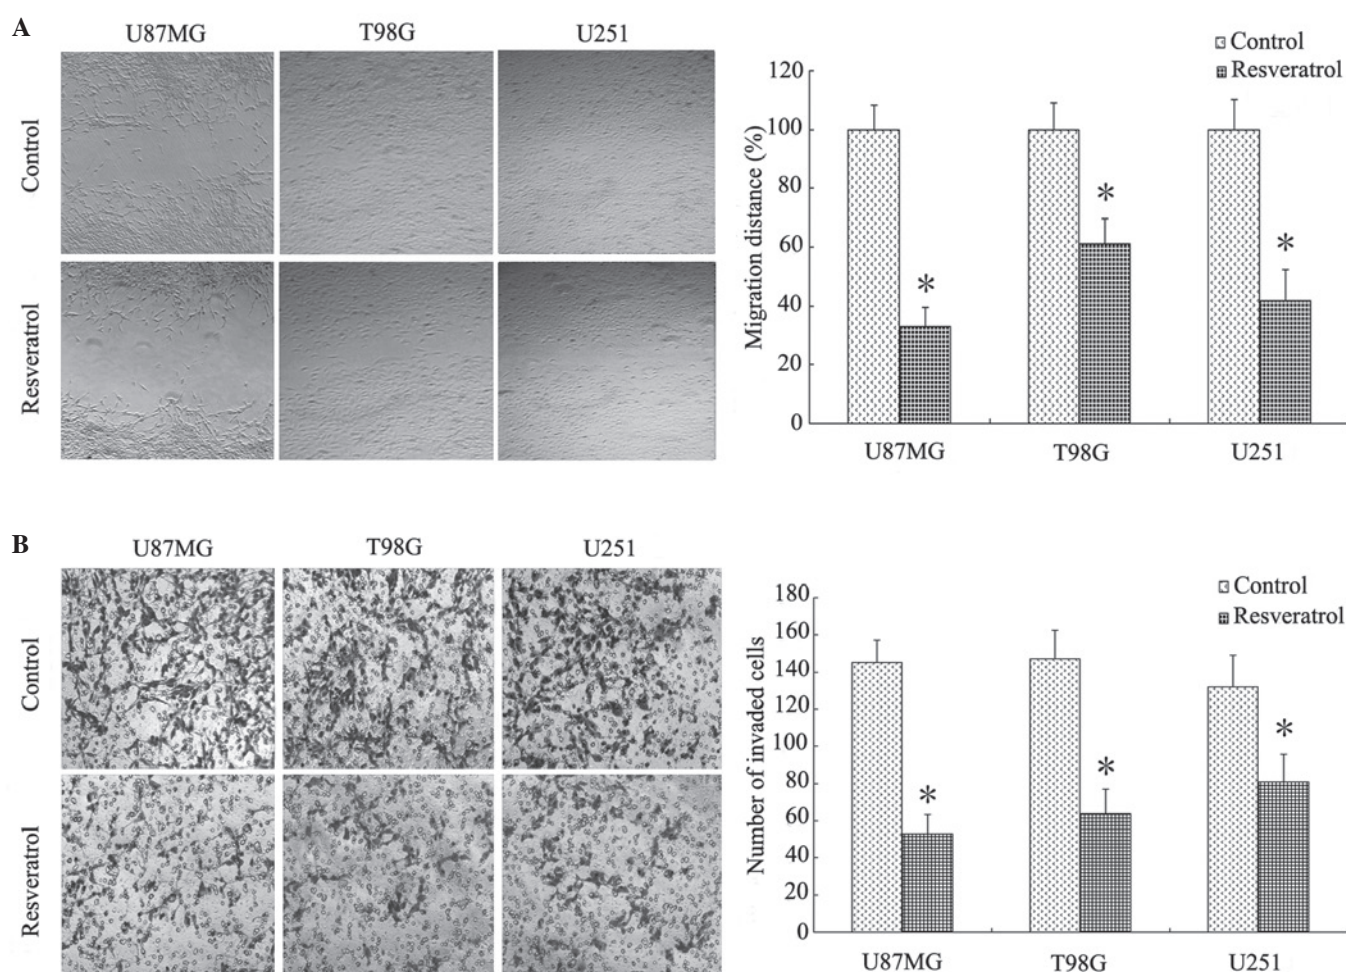 A
U87MG
T98G
U251
Control
Resveratrol
Control
Resveratrol
Migration distance (%)
120
100
80
60
40
20
0
*
*
*
U87MG
T98G
U251
B
U87MG
T98G
U251
Control
Resveratrol
Control
Resveratrol
Number of invaded cells
180
160
140
120
100
80
60
40
20
0
*
*
*
U87MG
T98G
U251